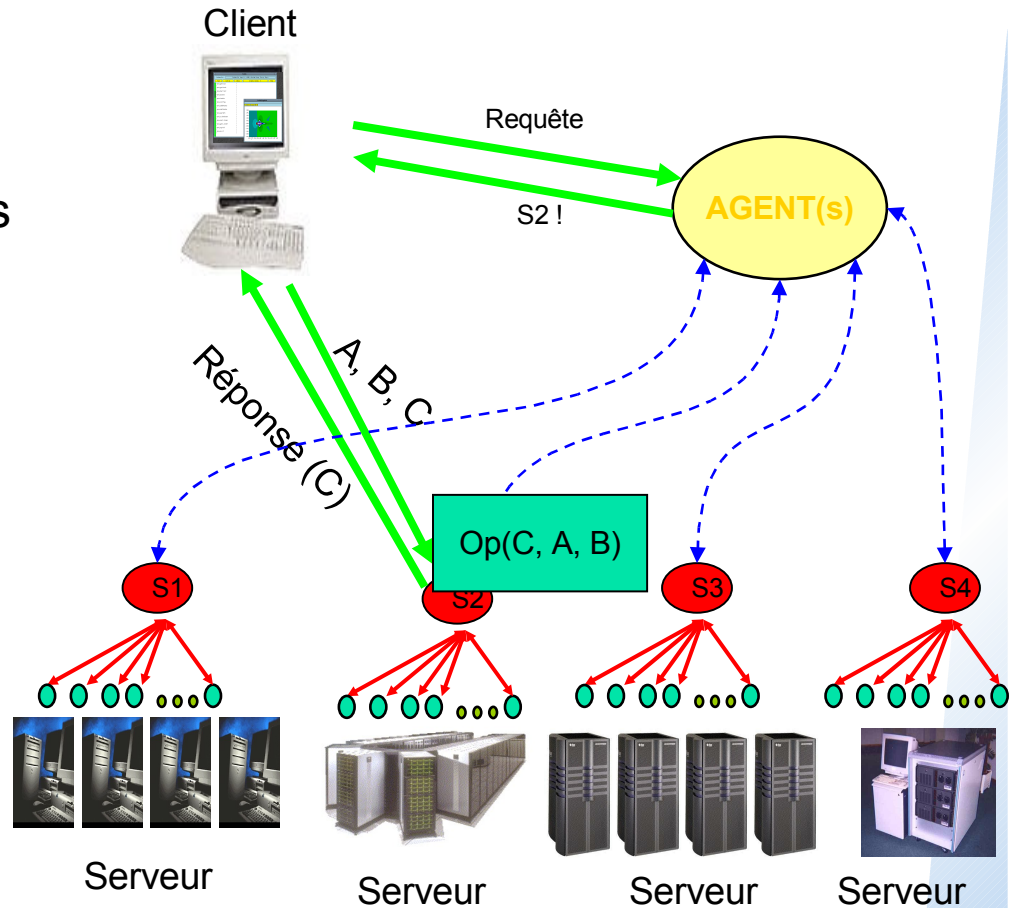 Client
Requête
s
AGENT(s)
S2 !
A, B, C
Réponse (C)
Op(C, A, B)
S1
S2
S3
S4
Serveur
Serveur
Serveur
Serveur